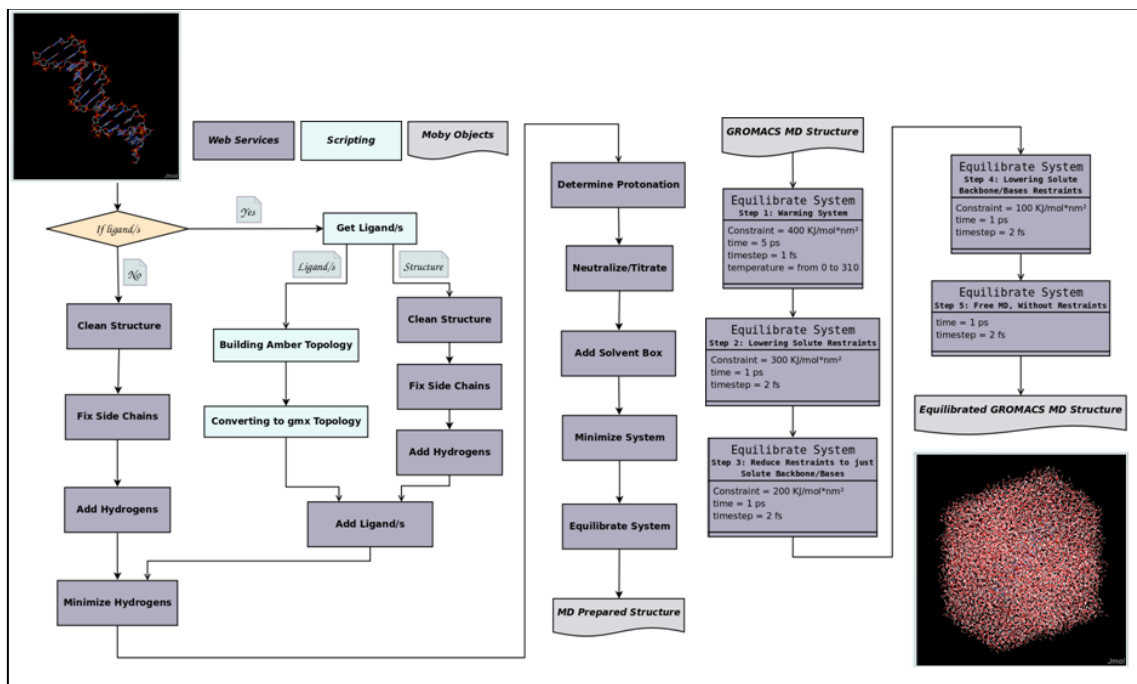 Jmol
Web Services
Scripting
Moby Objects
If ligand/s
Yes
No
Get Ligand/s
Ligand/s
Structure
Clean Structure
Fix Side Chains
Add Hydrogens
Minimize Hydrogens
Building Amber Topology
Converting to gmx Topology
Clean Structure
Fix Side Chains
Add Hydrogens
Add Ligand/s
Determine Protonation
Neutralize/Titrate
Add Solvent Box
Minimize System
Equilibrate System
MD Prepared Structure
GROMACS MD Structure
Equilibrate System
Step 1: Warming System
Constraint = 400 KJ/mol*nm²
time = 5 ps
timestep = 1 fs
temperature = from 0 to 310
Equilibrate System
Step 2: Lowering Solute Restraints
Constraint = 300 KJ/mol*nm²
time = 1 ps
timestep = 2 fs
Equilibrate System
Step 3: Reduce Restraints to just
Solute Backbone/Bases
Constraint = 200 KJ/mol*nm²
time = 1 ps
timestep = 2 fs
Equilibrate System
Step 4: Lowering Solute
Backbone/Bases Restraints
Constraint = 100 KJ/mol*nm²
time = 1 ps
timestep = 2 fs
Equilibrate System
Step 5: Free MD, Without Restraints
time = 1 ps
timestep = 2 fs
Equilibrated GROMACS MD Structure
Jmol